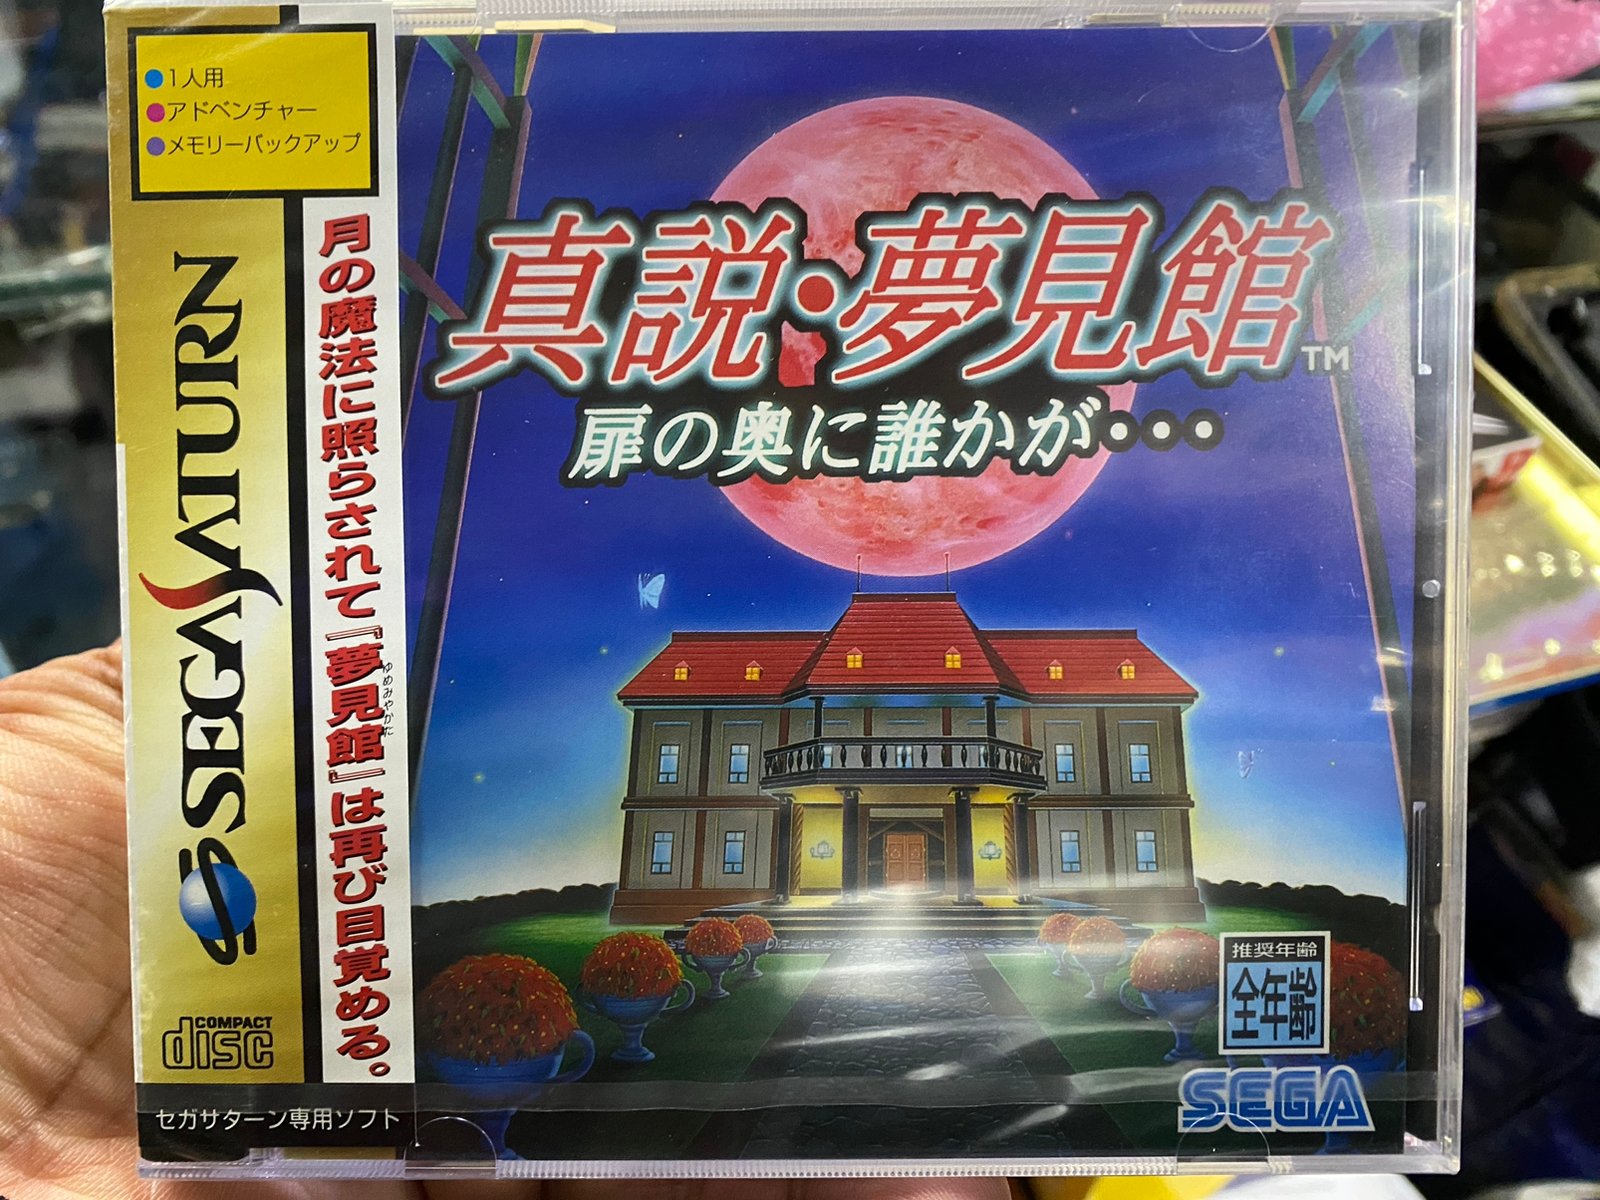 ●1人用
●アドベンチャー
●メモリーバックアップ
SEGA SATURN
COMPACT
disc
月の魔法に照らされて『夢見館』は再び目覚める。
ゆめみやかた
セガサターン専用ソフト
真説・夢見館™
扉の奥に誰かが・・・
推奨年齢
全年齢
SEGA